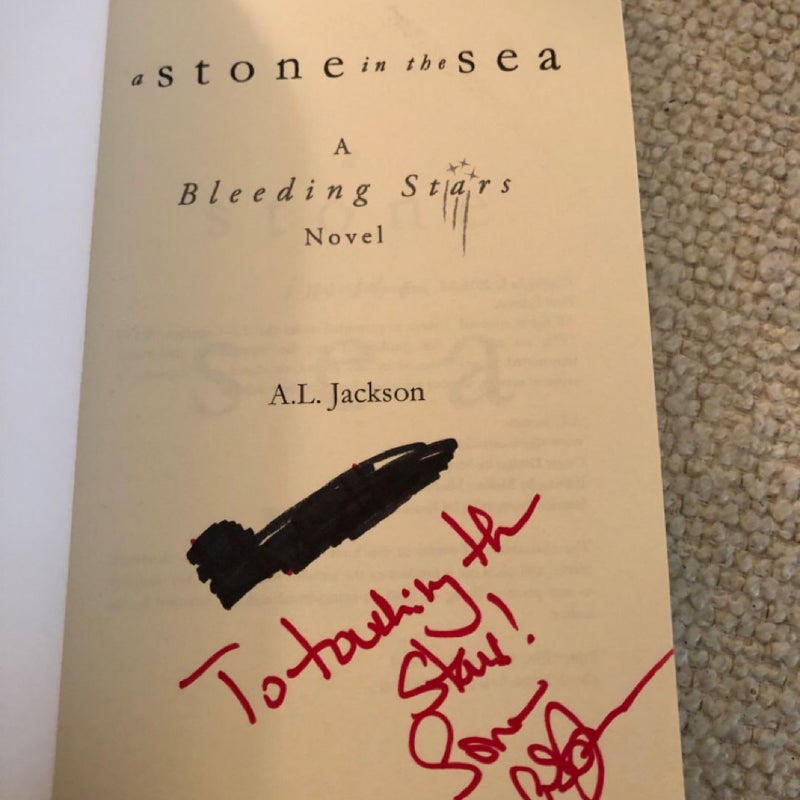 a stone in the sea
A
Bleeding Stars
Novel
A.L. Jackson
To touching the
Stars!